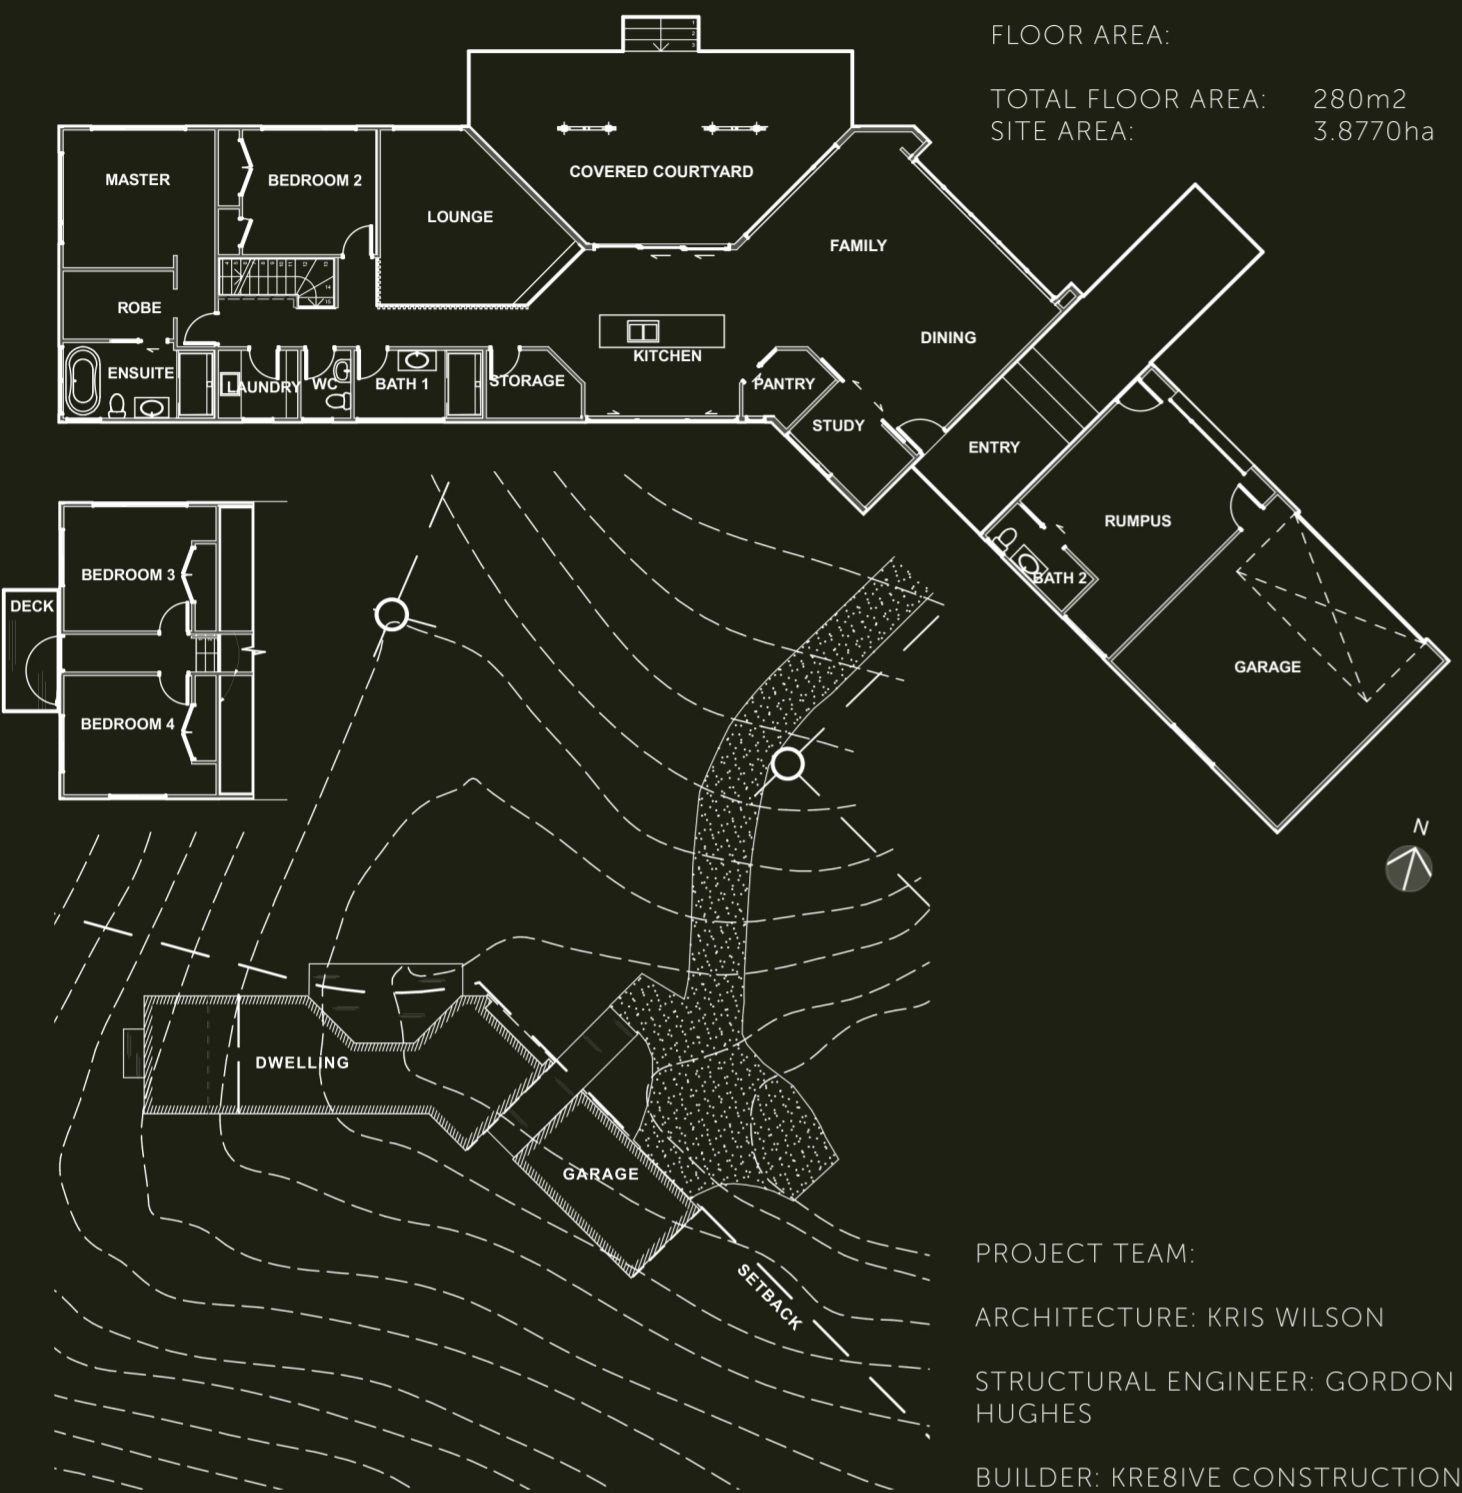 FLOOR AREA:
TOTAL FLOOR AREA: 280m2
SITE AREA: 3.8770ha
MASTER
BEDROOM 2
COVERED COURTYARD
LOUNGE
FAMILY
ROBE
DINING
KITCHEN
ENSUITE
LAUNDRY
WC
BATH 1
STORAGE
PANTRY
STUDY
ENTRY
RUMPUS
BATH 2
GARAGE
BEDROOM 3
DECK
BEDROOM 4
N
DWELLING
GARAGE
SETBACK
PROJECT TEAM:
ARCHITECTURE: KRIS WILSON
STRUCTURAL ENGINEER: GORDON
HUGHES
BUILDER: KRE8IVE CONSTRUCTION